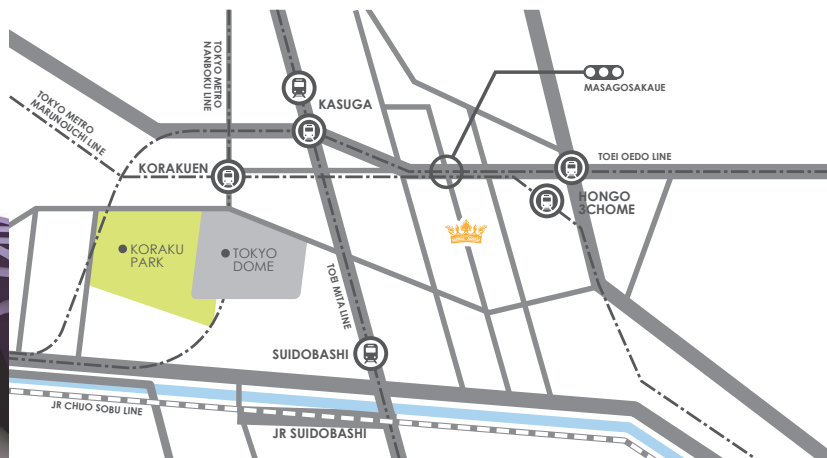 TOKYO METRO
NANBOKU LINE
MASAGOSAKAUE
TOKYO METRO
MARUNOUCHI LINE
KASUGA
TOEI OEDO LINE
KORAKUEN
HONGO
3CHOME
KORAKU
PARK
TOKYO
DOME
TOEI MITA LINE
SUIDOBASHI
JR CHUO SOBU LINE
JR SUIDOBASHI